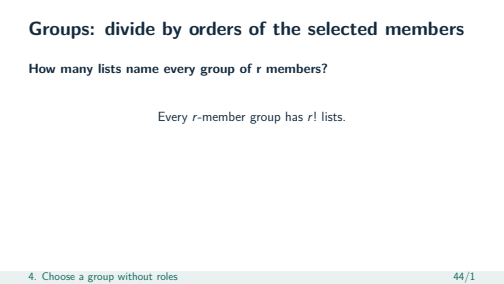 Groups: divide by orders of the selected members
How many lists name every group of r members?
Every r-member group has r! lists.
4. Choose a group without roles
44/1